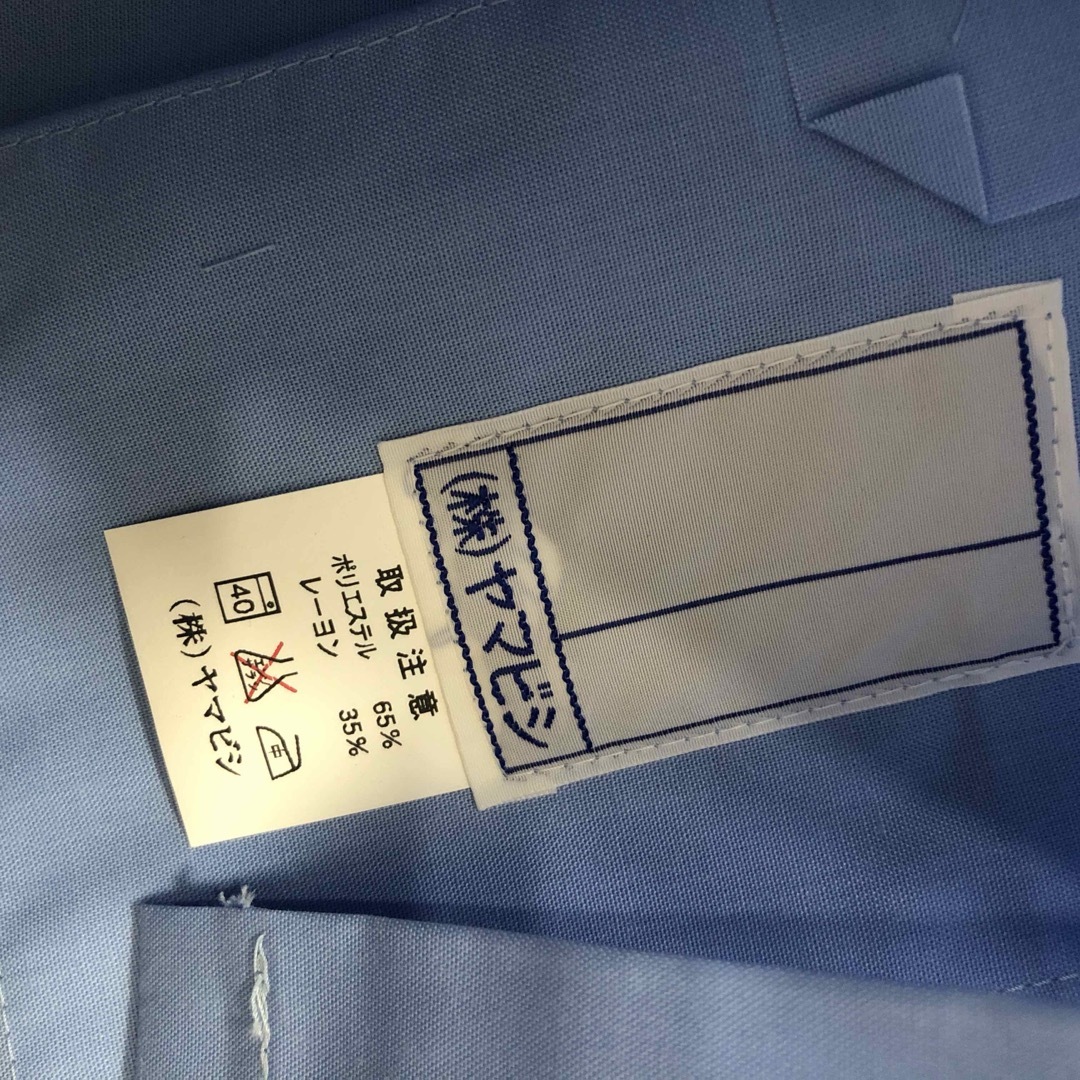 (株)ヤマビシ
取扱注意
ポリエステル 65%
レーヨン 35%
40
エンソサラシ
中
(株)ヤマビシ